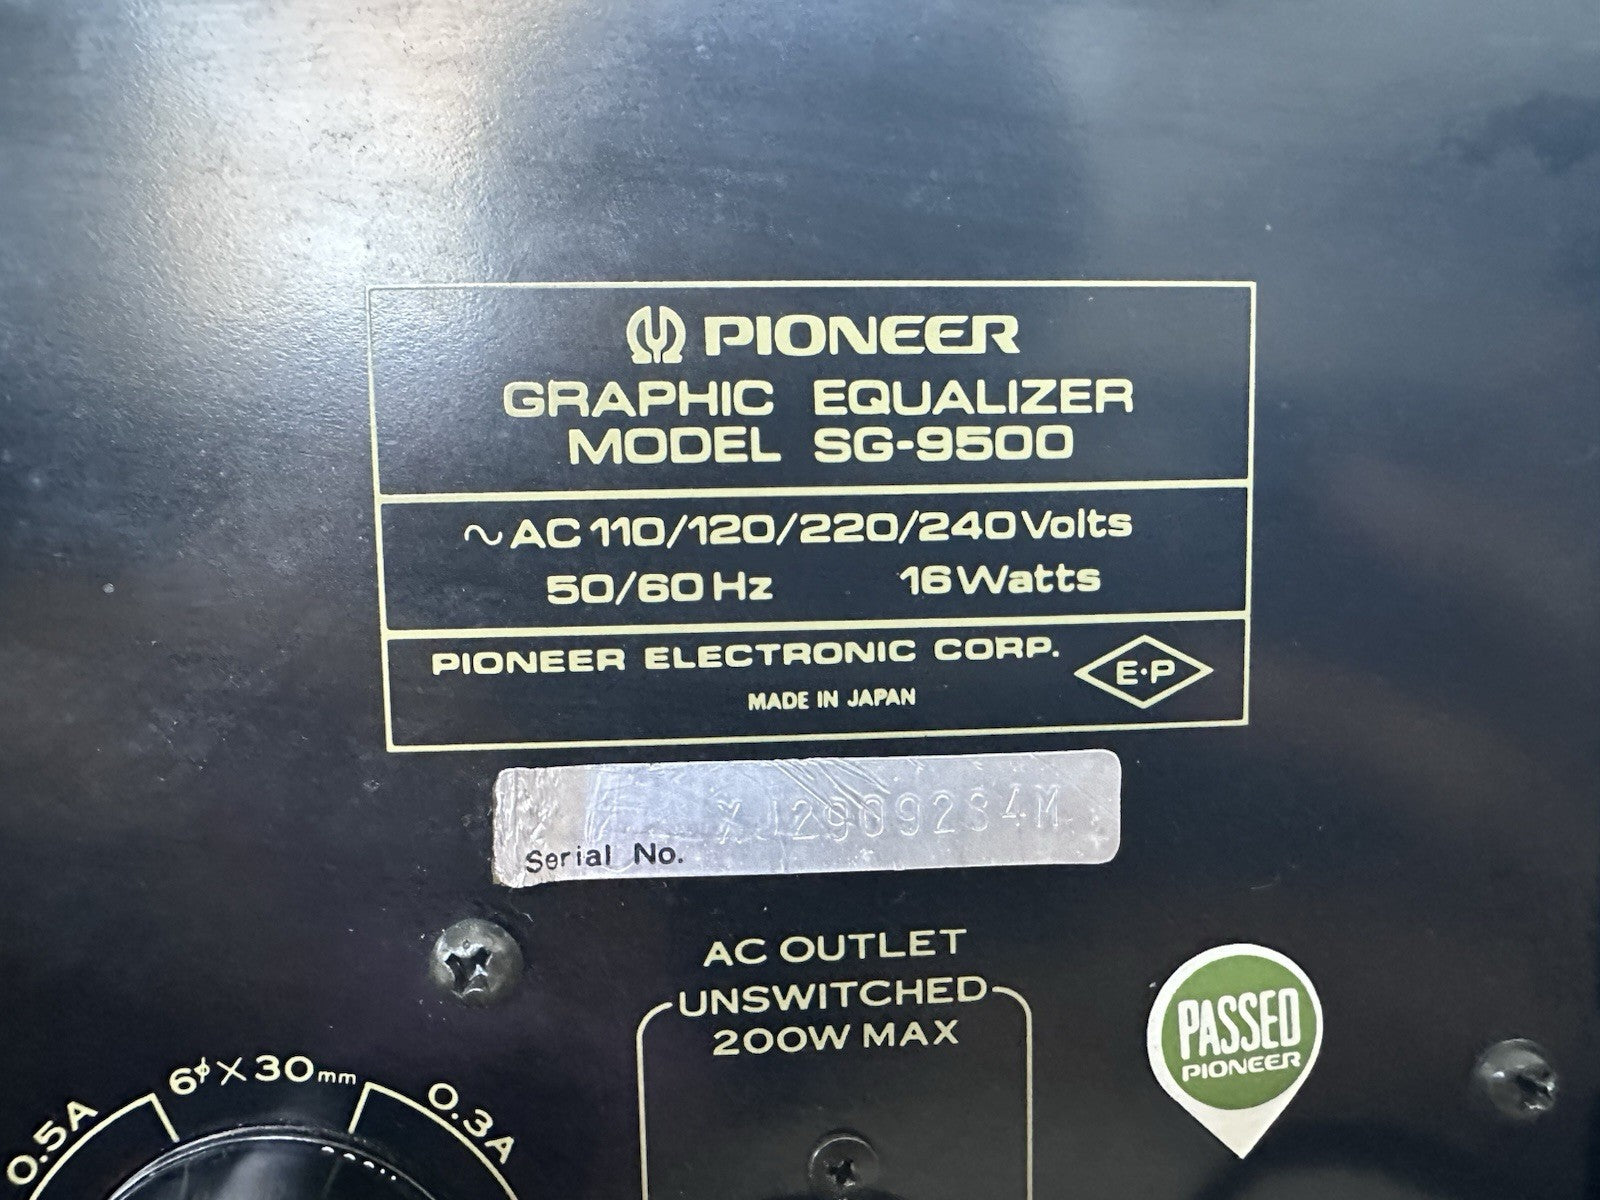 PIONEER
GRAPHIC EQUALIZER
MODEL SG-9500
~AC 110/120/220/240 Volts
50/60 Hz 16 Watts
PIONEER ELECTRONIC CORP.
E·P
MADE IN JAPAN
Serial No.
AC OUTLET
UNSWITCHED
200W MAX
PASSED
PIONEER
0.5A
6ϕ X 30mm
0.3A